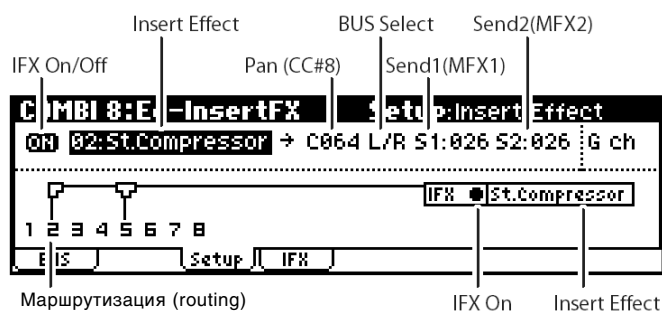 Insert Effect BUS Select Send2(MFX2)
IFX On/Off Pan (CC#8) Send1(MFX1)
COMBI 8:Ed-InsertFX Setup:Insert Effect
ON 02:St.Compressor → C064 L/R S1:026 S2:026 G ch
IFX ● St.Compressor
1 2 3 4 5 6 7 8
BUS Setup IFX
Маршрутизация (routing) IFX On Insert Effect